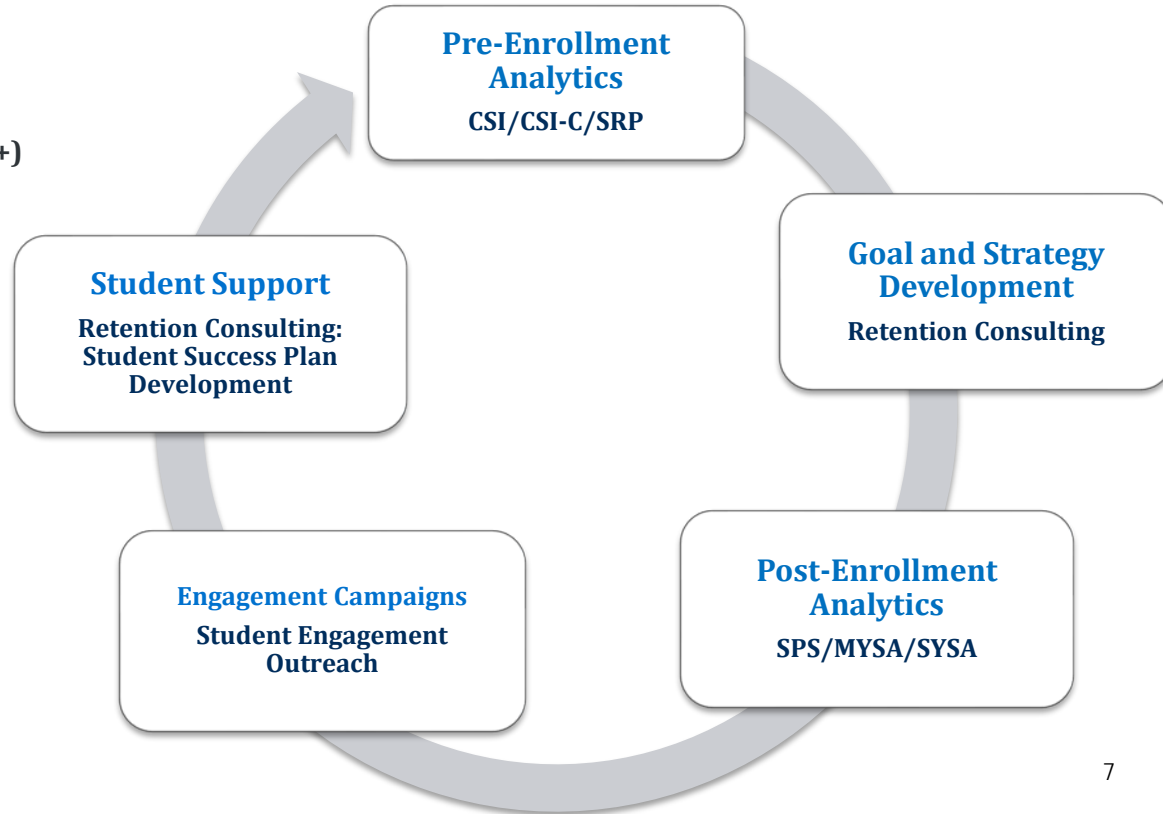 Pre-Enrollment
Analytics
CSI/CSI-C/SRP
+)
Goal and Strategy
Development
Retention Consulting
Student Support
Retention Consulting:
Student Success Plan
Development
Post-Enrollment
Analytics
SPS/MYSA/SYSA
Engagement Campaigns
Student Engagement
Outreach
7